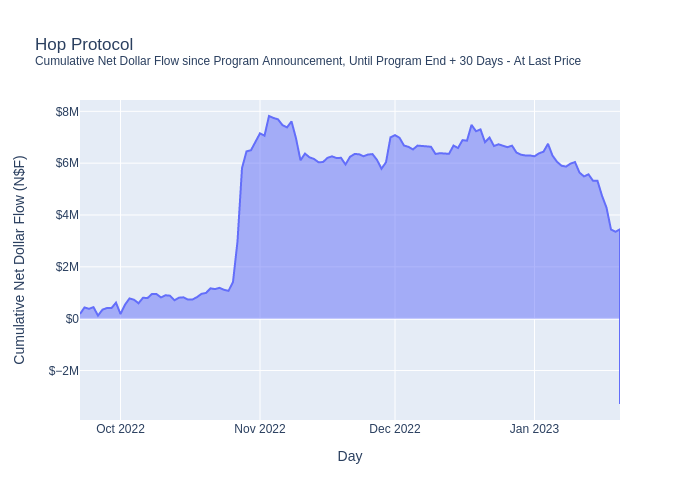 Hop Protocol
Cumulative Net Dollar Flow since Program Announcement, Until Program End + 30 Days - At Last Price
Cumulative Net Dollar Flow (N$F)
$8M
$6M
$4M
$2M
$0
$−2M
Oct 2022
Nov 2022
Dec 2022
Jan 2023
Day